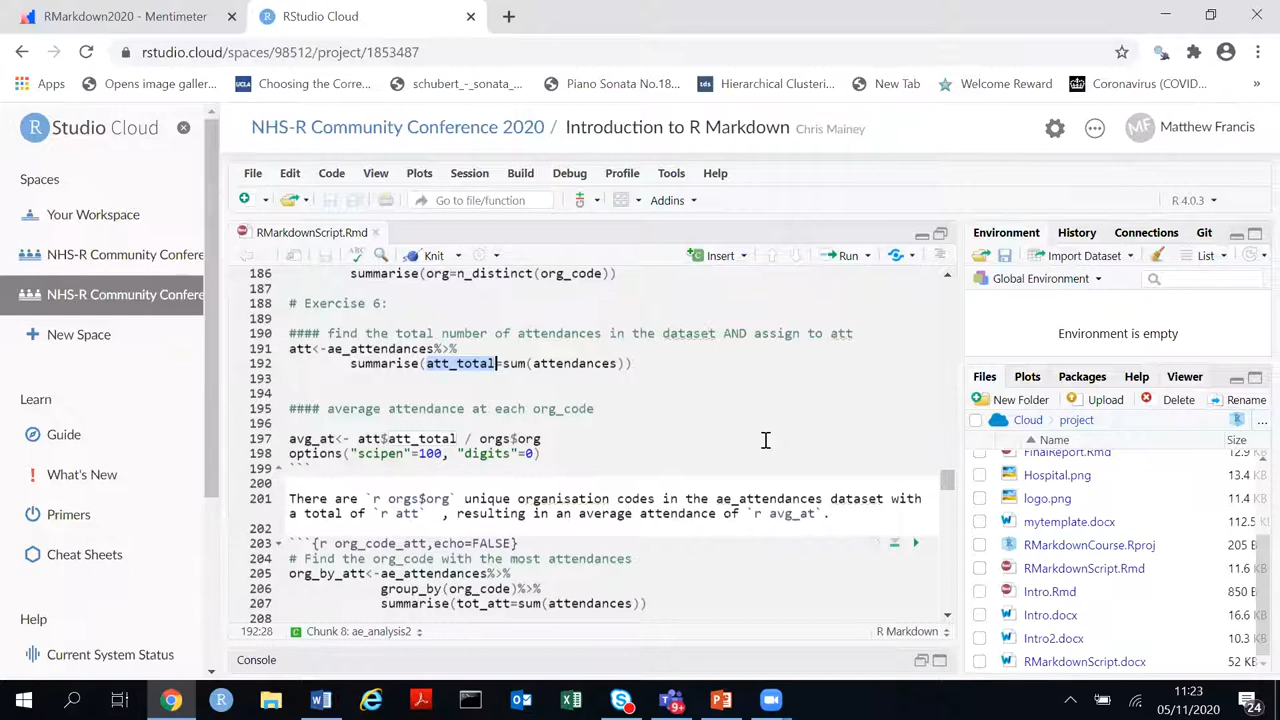 RMarkdown2020 - Mentimeter
RStudio Cloud
rstudio.cloud/spaces/98512/project/1853487
Apps
Opens image galler...
UCLA
Choosing the Corre...
schubert_-_sonata_...
Piano Sonata No.18...
tds
Hierarchical Clusteri...
New Tab
Welcome Reward
Coronavirus (COVID...
»
R Studio Cloud
NHS-R Community Conference 2020 / Introduction to R Markdown Chris Mainey
MF Matthew Francis
Spaces
Your Workspace
NHS-R Community Confere
NHS-R Community Confere
New Space
Learn
Guide
What's New
Primers
Cheat Sheets
Help
Current System Status
File Edit Code View Plots Session Build Debug Profile Tools Help
Go to file/function
Addins
R 4.0.3
RMarkdownScript.Rmd
ABC Knit Insert Run
186 summarise(org=n_distinct(org_code))
187
188 # Exercise 6:
189
190 #### find the total number of attendances in the dataset AND assign to att
191 att<-ae_attendances%>%
192 summarise(att_total=sum(attendances))
193
194
195 #### average attendance at each org_code
196
197 avg_at<- att$att_total / orgs$org
198 options("scipen"=100, "digits"=0)
199 ```
200
201 There are `r orgs$org` unique organisation codes in the ae_attendances dataset with
a total of `r att` , resulting in an average attendance of `r avg_at`.
202
203 ```{r org_code_att,echo=FALSE}
204 # Find the org_code with the most attendances
205 org_by_att<-ae_attendances%>%
206 group_by(org_code)%>%
207 summarise(tot_att=sum(attendances))
208
192:28 Chunk 8: ae_analysis2 R Markdown
Console
Environment History Connections Git
Import Dataset List
Global Environment
Environment is empty
Files Plots Packages Help Viewer
New Folder Upload Delete Rename
Cloud project ...
Name Size
FinalReport.Rmd
Hospital.png 13.4
logo.png 11.4
mytemplate.docx 112.5
RMarkdownCourse.Rproj 205 B
RMarkdownScript.Rmd 11.6
Intro.Rmd 850 B
Intro.docx 16.6
Intro2.docx 10.3
RMarkdownScript.docx 52 KB
11:23
05/11/2020
9+
24